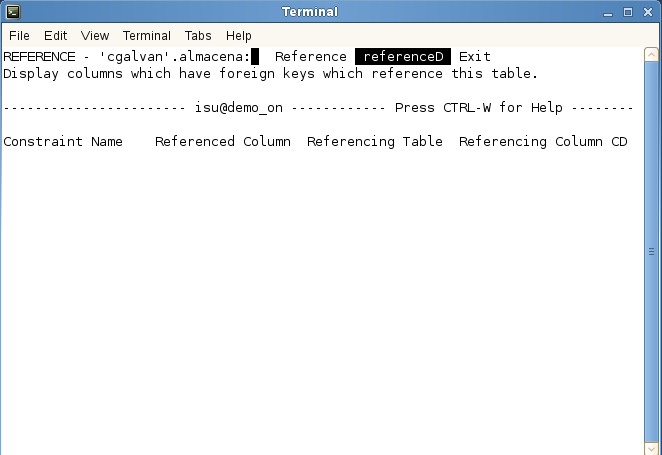 Terminal
File Edit View Terminal Tabs Help
REFERENCE - 'cgalvan'.almacena: Reference referenceD Exit
Display columns which have foreign keys which reference this table.
----------------------- isu@demo_on ------------ Press CTRL-W for Help --------
Constraint Name Referenced Column Referencing Table Referencing Column CD